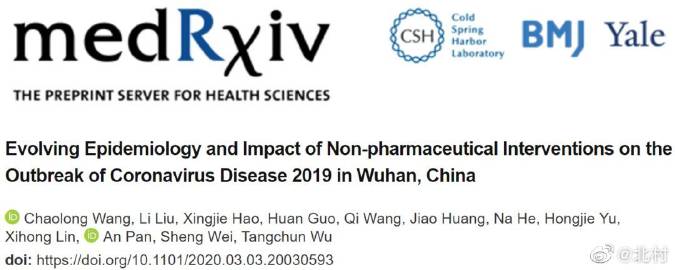 medRχiv
THE PREPRINT SERVER FOR HEALTH SCIENCES
CSH
Cold
Spring
Harbor
Laboratory
BMJ
Yale
Evolving Epidemiology and Impact of Non-pharmaceutical Interventions on the
Outbreak of Coronavirus Disease 2019 in Wuhan, China
iD Chaolong Wang, Li Liu, Xingjie Hao, Huan Guo, Qi Wang, Jiao Huang, Na He, Hongjie Yu,
Xihong Lin, iD An Pan, Sheng Wei, Tangchun Wu
doi: https://doi.org/10.1101/2020.03.03.20030593
@北村